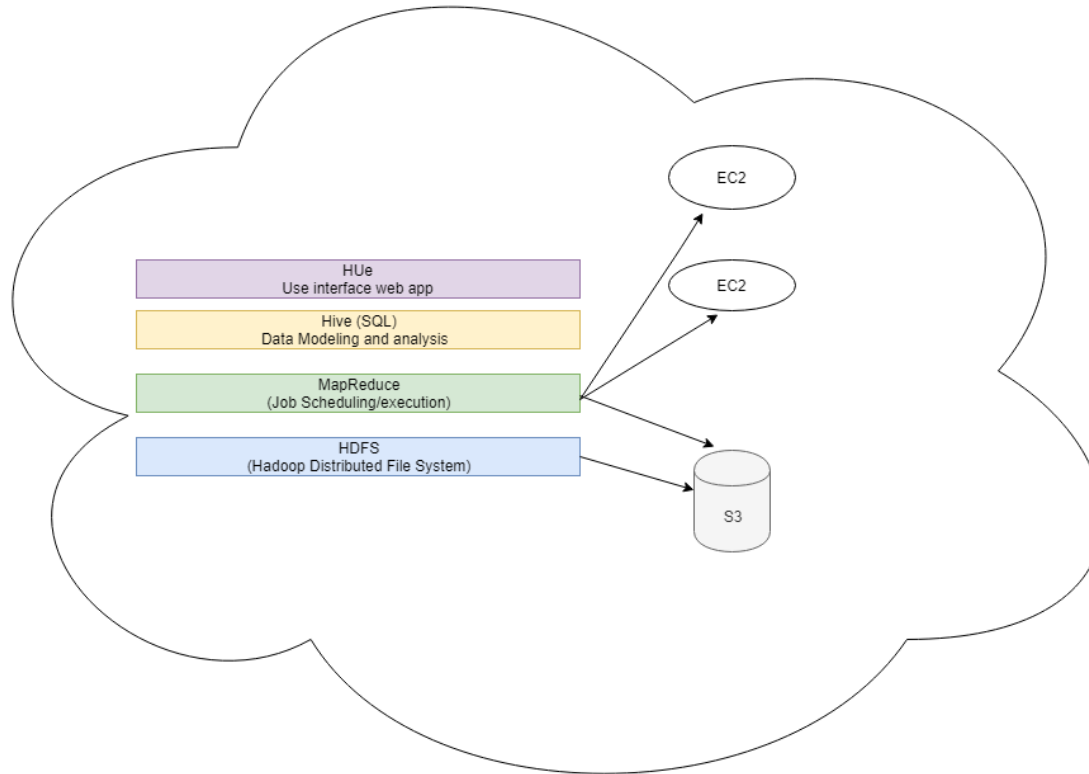 EC2
EC2
HUe
Use interface web app
Hive (SQL)
Data Modeling and analysis
MapReduce
(Job Scheduling/execution)
HDFS
(Hadoop Distributed File System)
S3